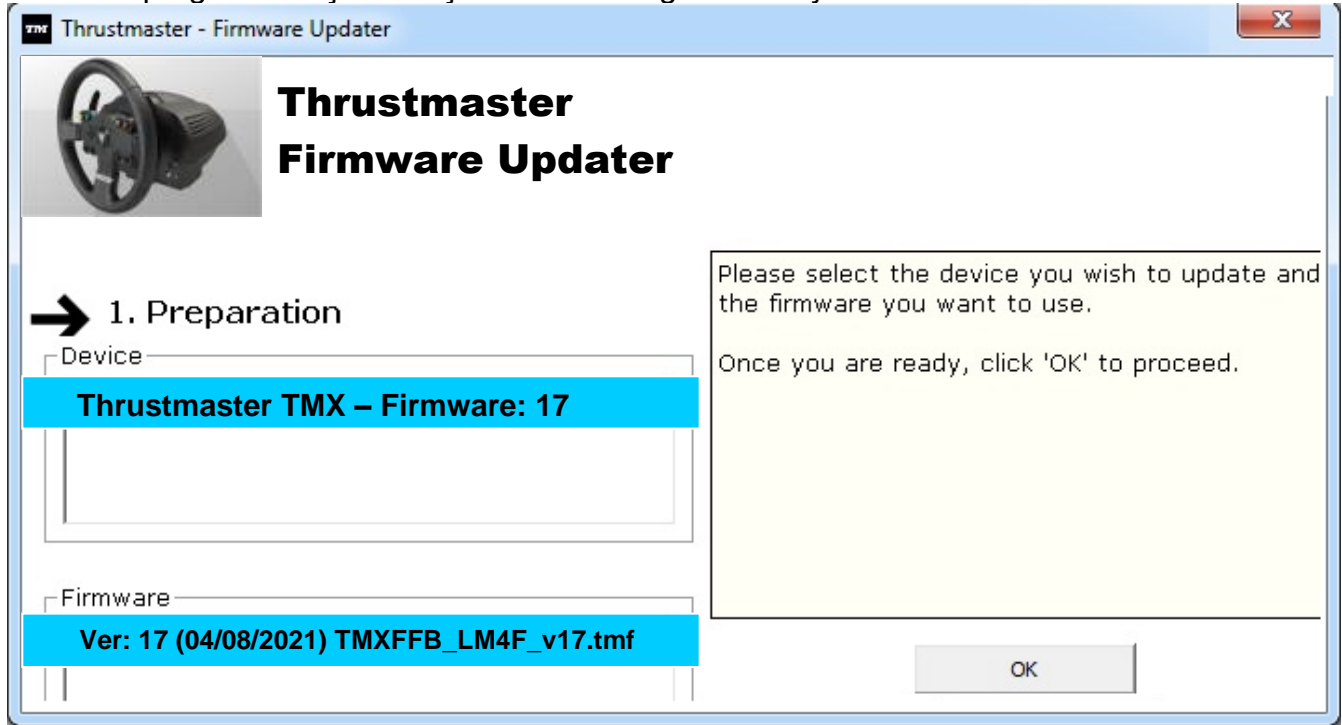 TM Thrustmaster - Firmware Updater
Thrustmaster
Firmware Updater
1. Preparation
Device
Thrustmaster TMX – Firmware: 17
Firmware
Ver: 17 (04/08/2021) TMXFFB_LM4F_v17.tmf
Please select the device you wish to update and
the firmware you want to use.
Once you are ready, click 'OK' to proceed.
OK